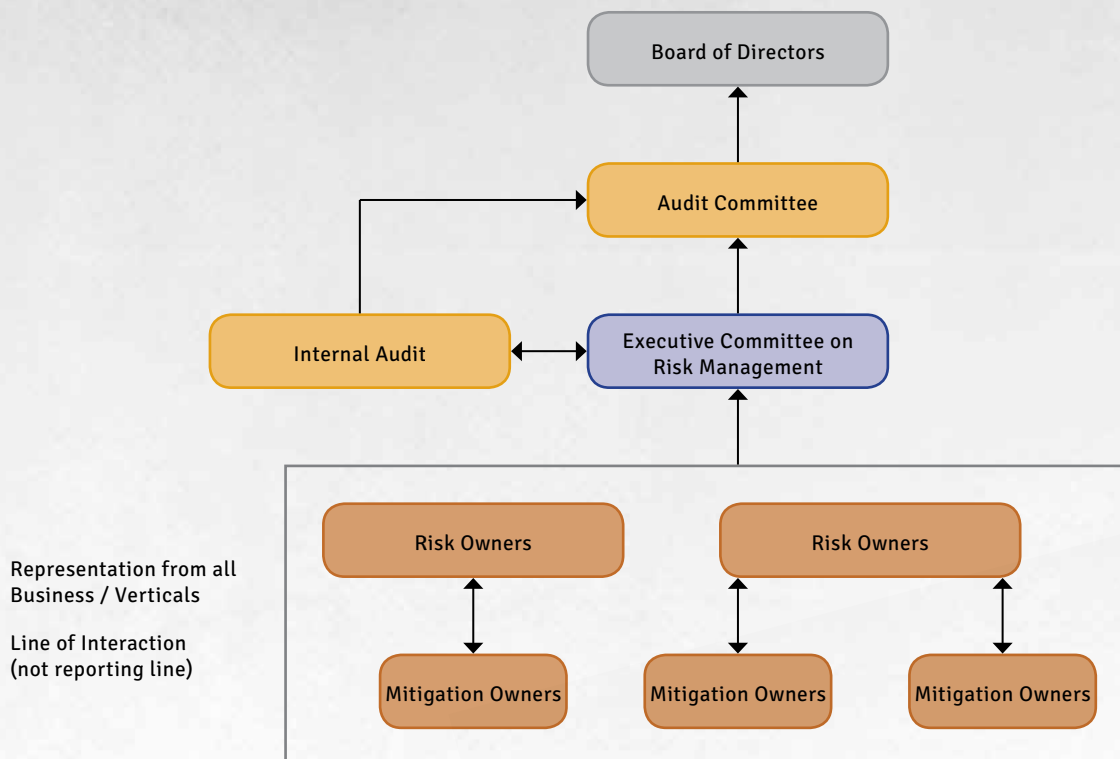 Board of Directors
Audit Committee
Internal Audit
Executive Committee on
Risk Management
Risk Owners
Risk Owners
Representation from all
Business / Verticals
Line of Interaction
(not reporting line)
Mitigation Owners
Mitigation Owners
Mitigation Owners